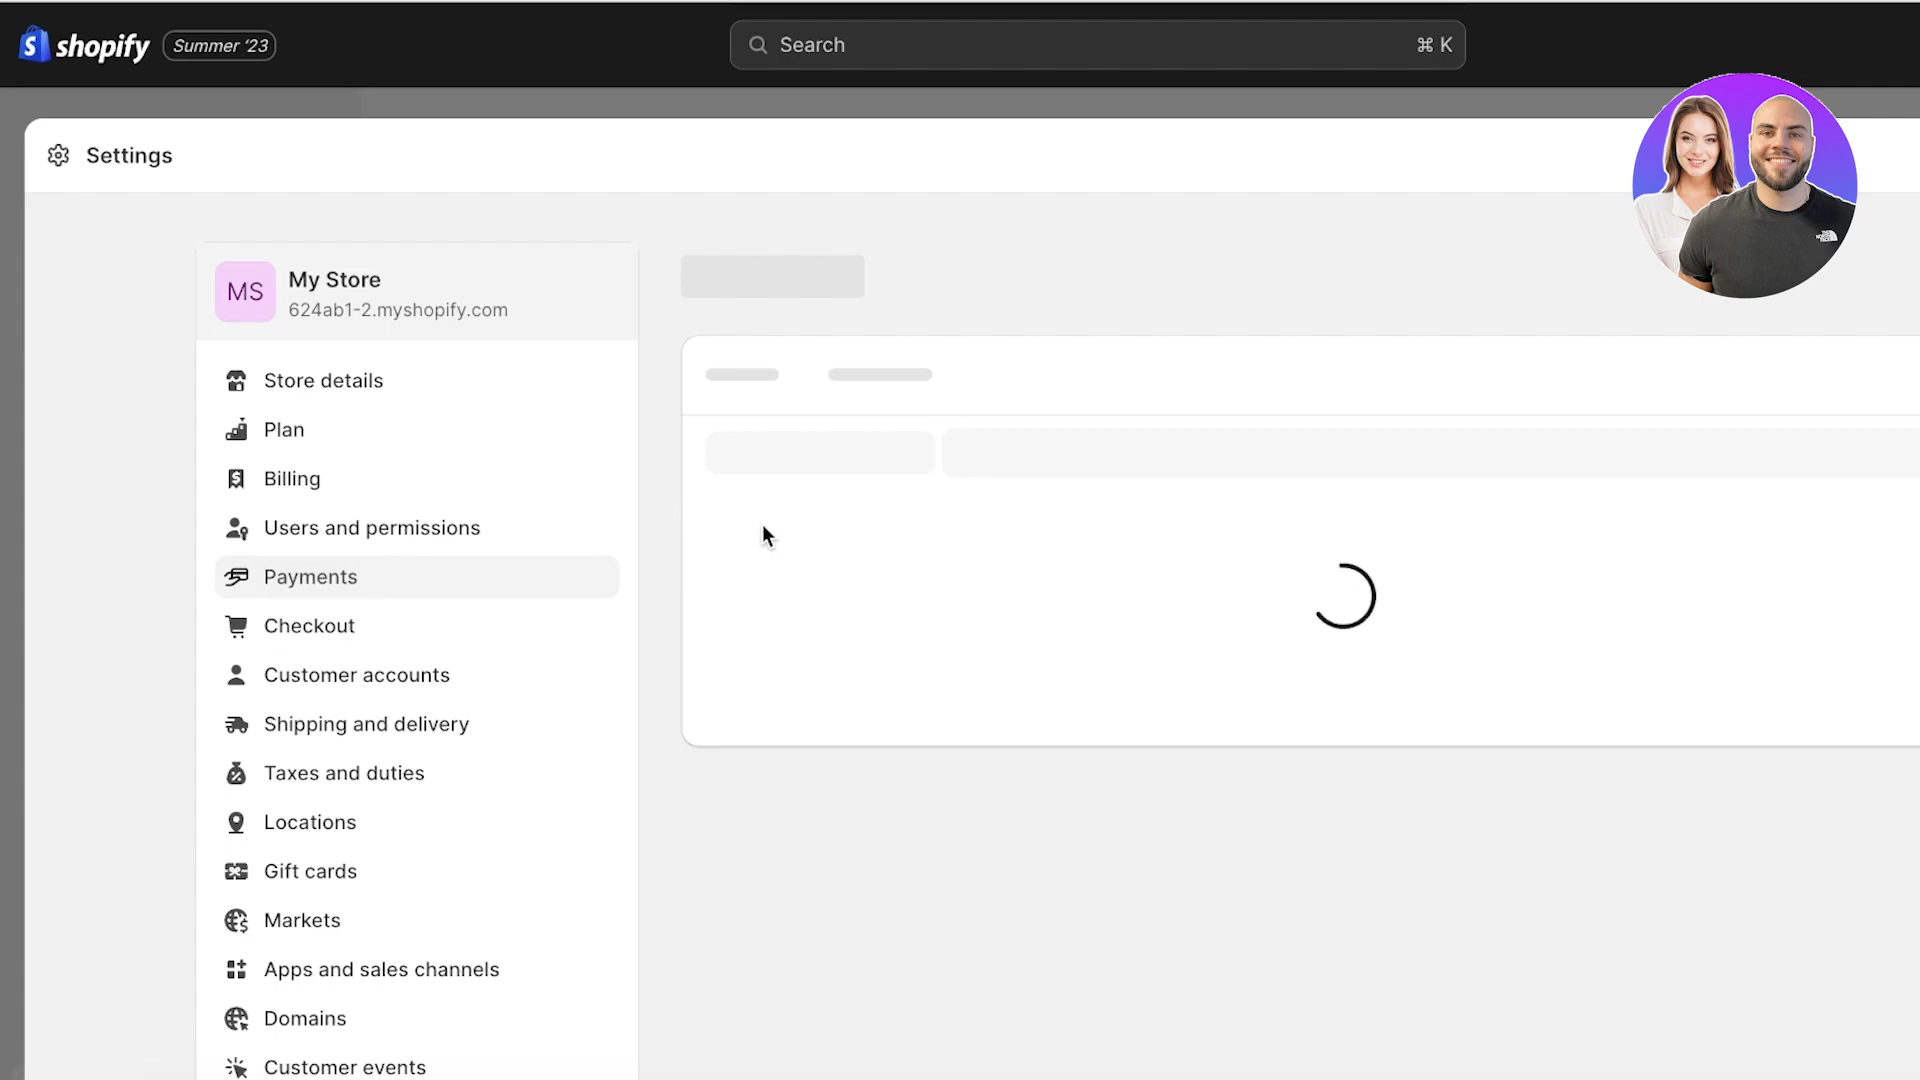 shopify
Summer ’23
Search
⌘ K
Settings
MS
My Store
624ab1-2.myshopify.com
Store details
Plan
Billing
Users and permissions
Payments
Checkout
Customer accounts
Shipping and delivery
Taxes and duties
Locations
Gift cards
Markets
Apps and sales channels
Domains
Customer events